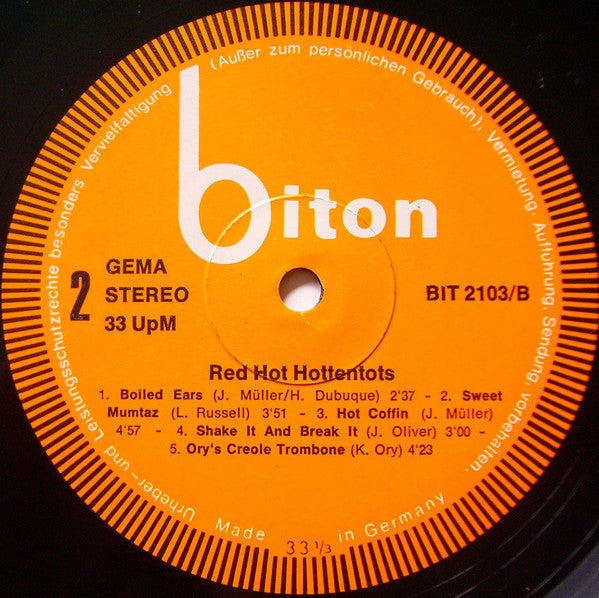 Urheber- und Leistungsschutzrechte besonders Vervielfältigung (Außer zum persönlichen Gebrauch), Vermietung, Aufführung, Sendung, vorbehalten.
biton
2
GEMA
STEREO
33 UpM
BIT 2103/B
Red Hot Hottentots
1. Boiled Ears (J. Müller/H. Dubuque) 2'37 - 2. Sweet
Mumtaz (L. Russell) 3'51 - 3. Hot Coffin (J. Müller)
4'57 - 4. Shake It And Break It (J. Oliver) 3'00 -
5. Ory's Creole Trombone (K. Ory) 4'23
Made in Germany
33 1/3